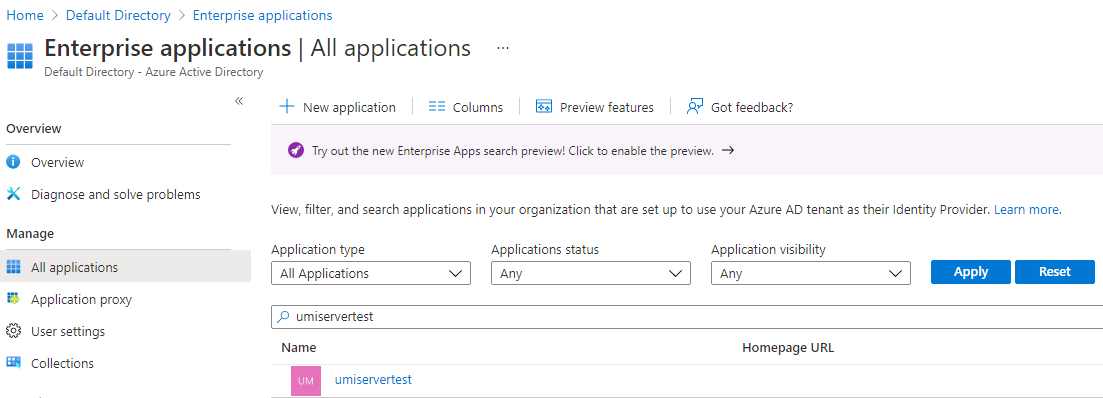 Home > Default Directory > Enterprise applications
Enterprise applications | All applications ...
Default Directory - Azure Active Directory
«
Overview
Overview
Diagnose and solve problems
Manage
All applications
Application proxy
User settings
Collections
+ New application Columns Preview features Got feedback?
Try out the new Enterprise Apps search preview! Click to enable the preview. →
View, filter, and search applications in your organization that are set up to use your Azure AD tenant as their Identity Provider. Learn more.
Application type Applications status Application visibility
All Applications Any Any Apply Reset
umiservertest
Name Homepage URL
UM umiservertest